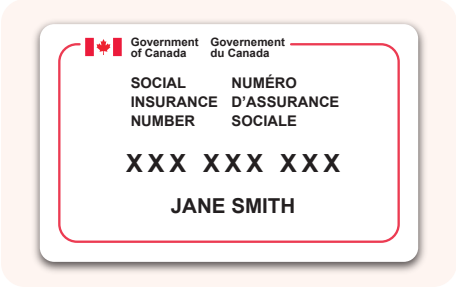 Government of Canada
Gouvernement du Canada
SOCIAL INSURANCE NUMBER
NUMÉRO D'ASSURANCE SOCIALE
XXX XXX XXX
JANE SMITH